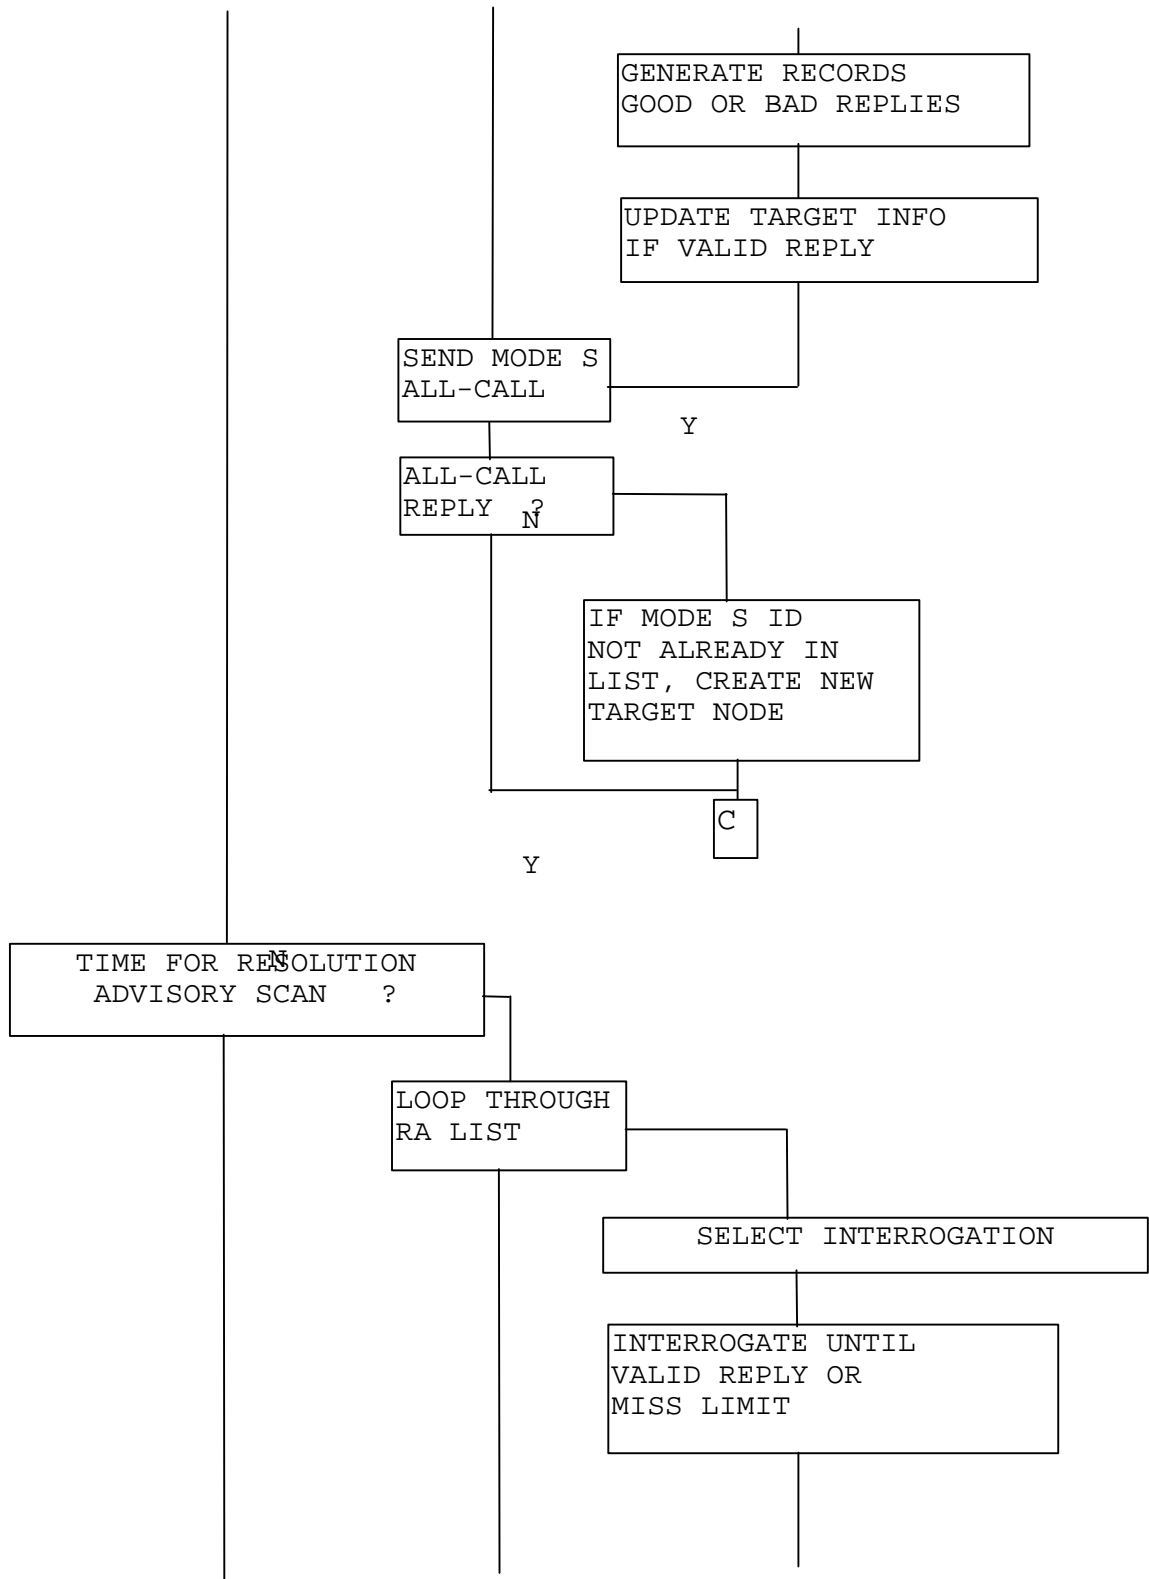 GENERATE RECORDS
GOOD OR BAD REPLIES
UPDATE TARGET INFO
IF VALID REPLY
SEND MODE S
ALL-CALL
Y
ALL-CALL
REPLY ?
N
IF MODE S ID
NOT ALREADY IN
LIST, CREATE NEW
TARGET NODE
C
Y
N
TIME FOR RESOLUTION
ADVISORY SCAN ?
LOOP THROUGH
RA LIST
SELECT INTERROGATION
INTERROGATE UNTIL
VALID REPLY OR
MISS LIMIT